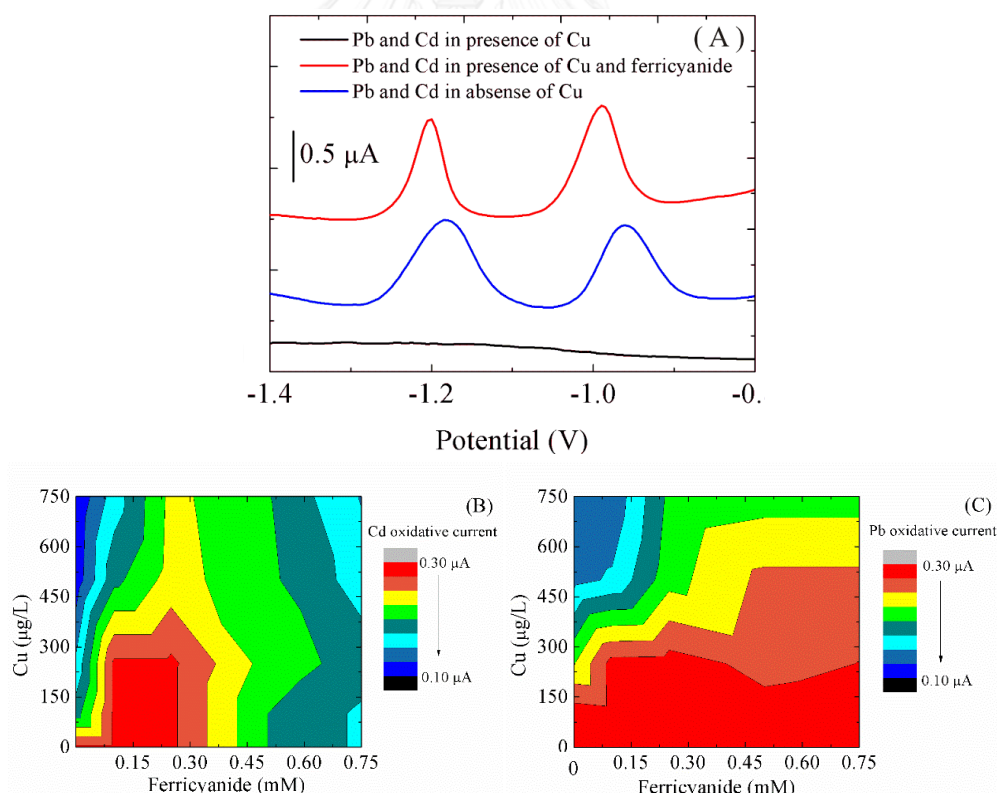 ( A )
Pb and Cd in presence of Cu
Pb and Cd in presence of Cu and ferricyanide
Pb and Cd in absense of Cu
0.5 µA
-1.4 -1.2 -1.0 -0.
Potential (V)
(B)
Cd oxidative current
0.30 µA
0.10 µA
750
600
450
300
150
0
Cu (µg/L)
0.15 0.30 0.45 0.60 0.75
Ferricyanide (mM)
(C)
Pb oxidative current
0.30 µA
0.10 µA
750
600
450
300
150
0
Cu (µg/L)
0 0.15 0.30 0.45 0.60 0.75
Ferricyanide (mM)